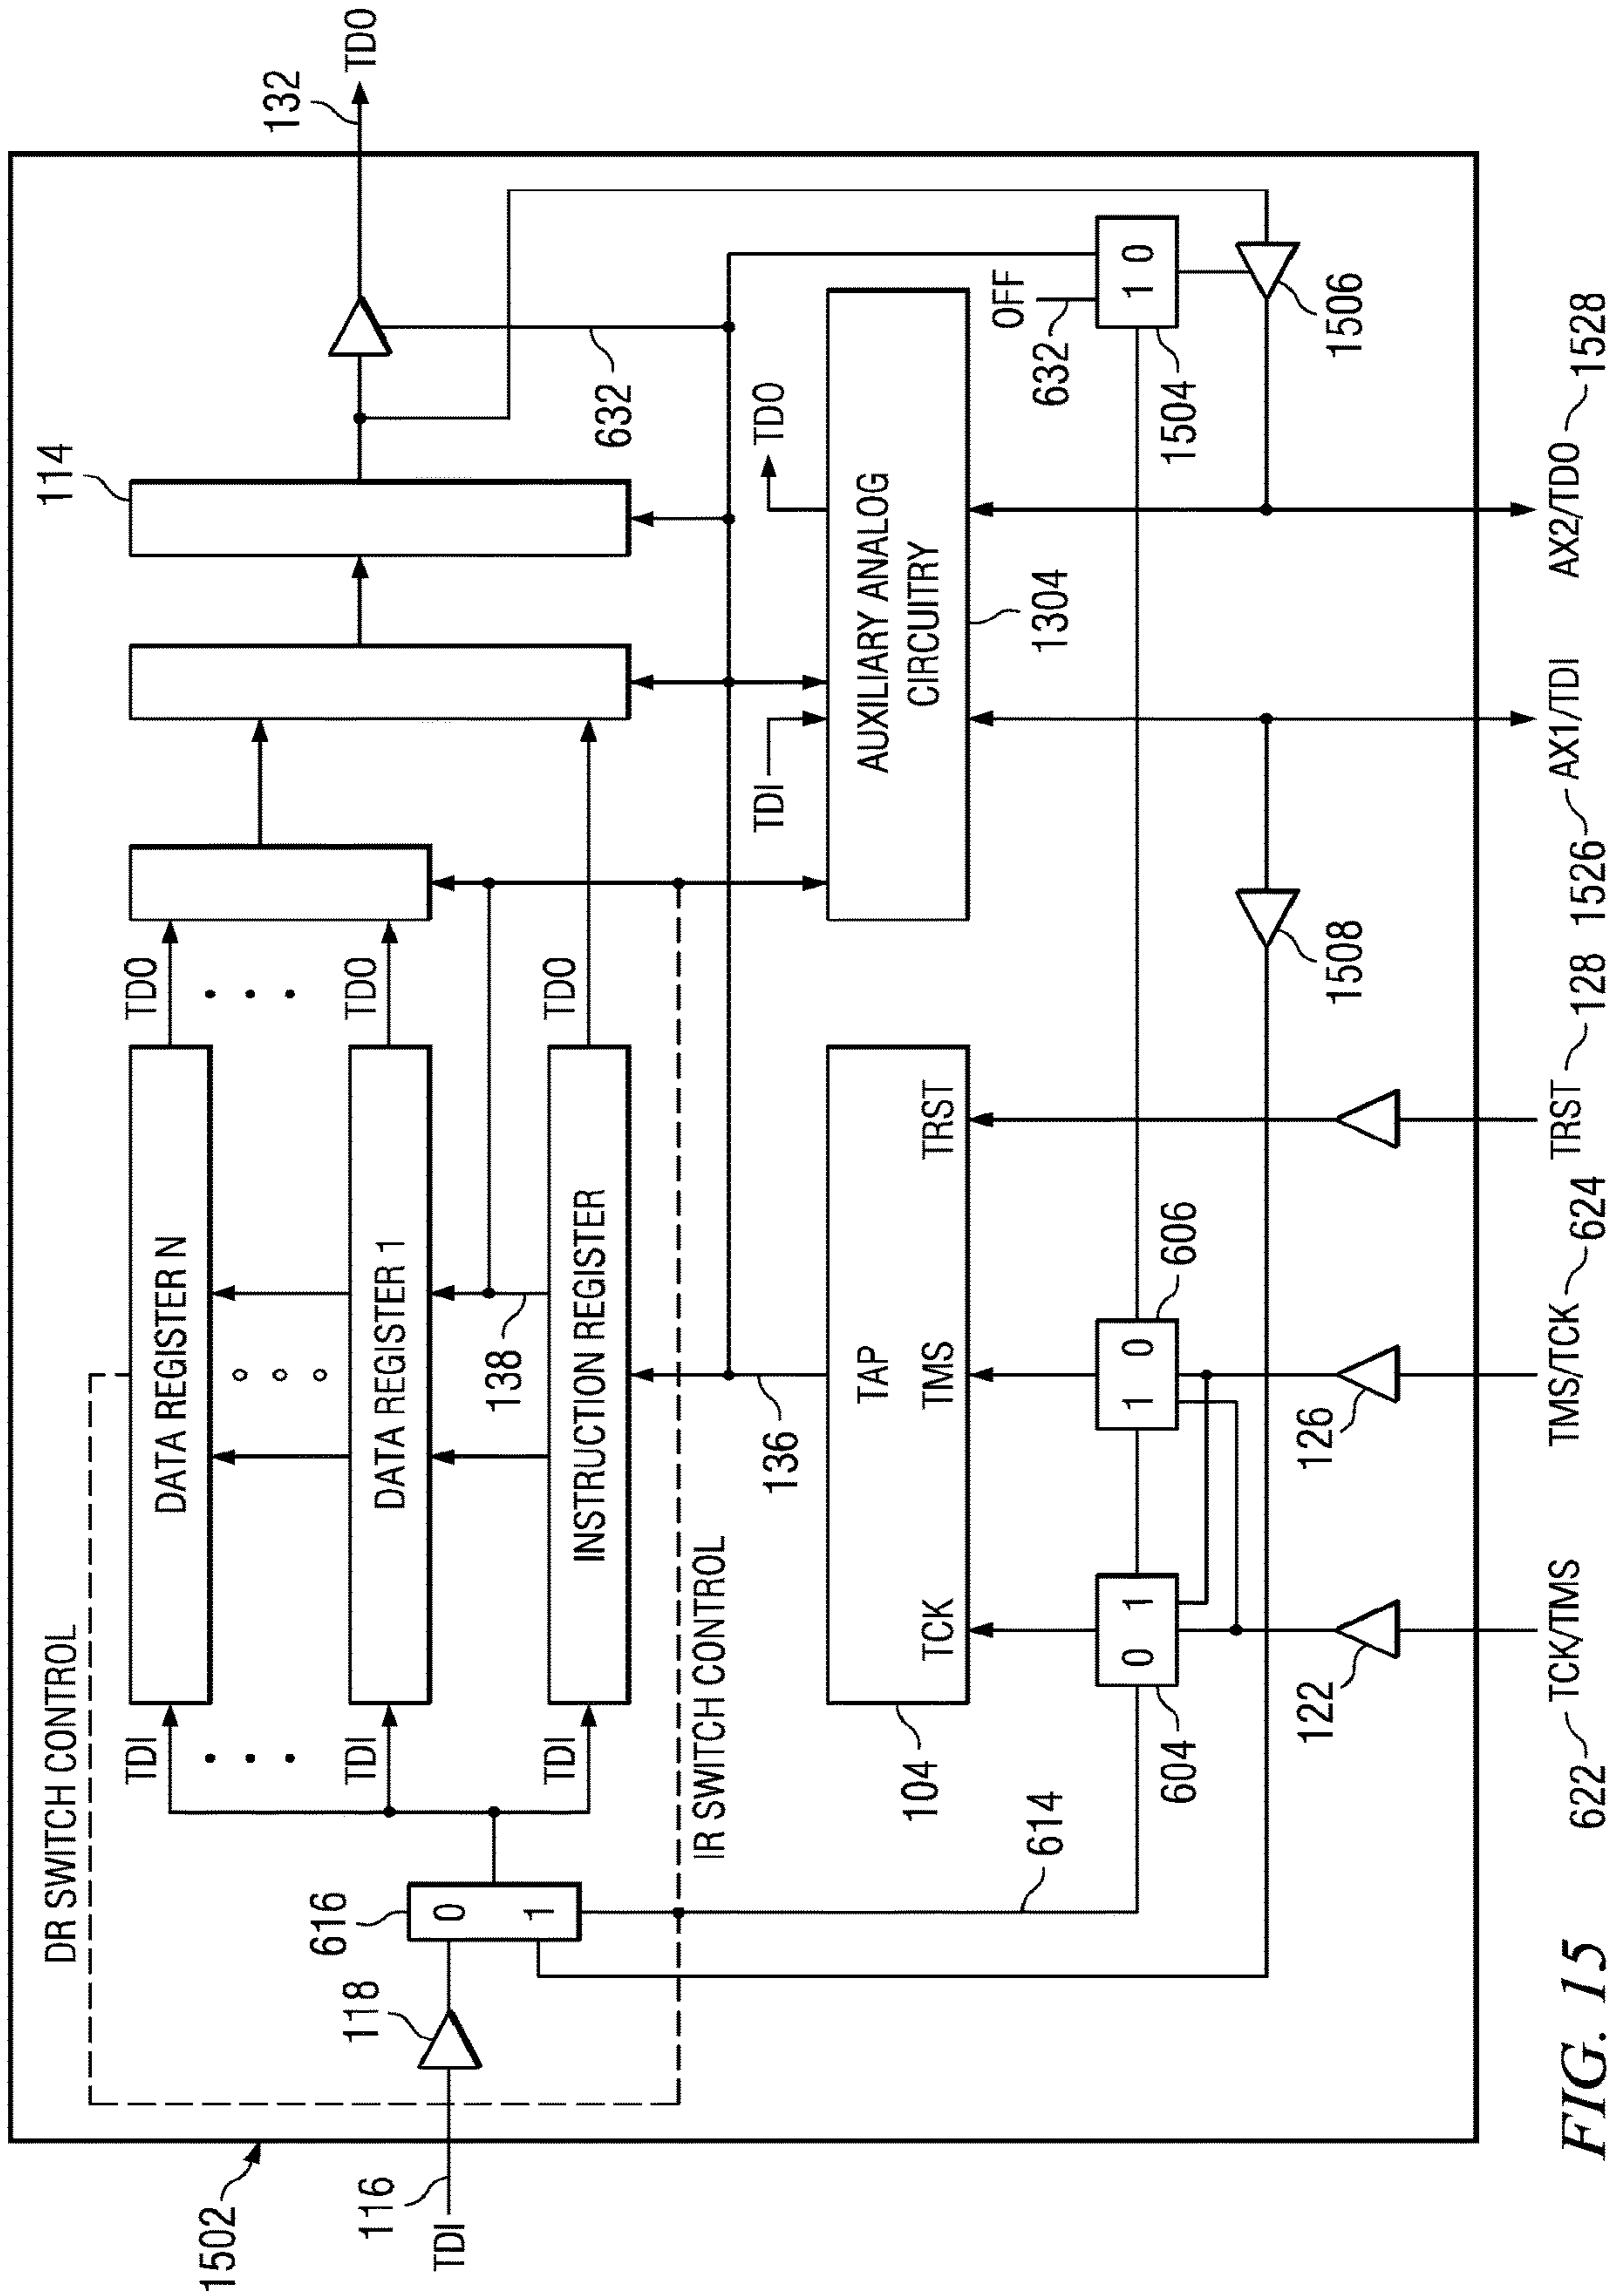 DR SWITCH CONTROL
1502
116
TDI
118
616
0
1
TDI
TDI
TDI
DATA REGISTER N
DATA REGISTER 1
INSTRUCTION REGISTER
138
TDO
TDO
TDO
114
132
TDO
632
IR SWITCH CONTROL
614
136
104
TAP
TCK
TMS
TRST
TDI
TDO
AUXILIARY ANALOG
CIRCUITRY
1304
OFF
632
1 0
1504
1506
604
0 1
606
1 0
122
126
1508
622
TCK/TMS
TMS/TCK
624
TRST
128
1526
AX1/TDI
AX2/TDO
1528
FIG. 15